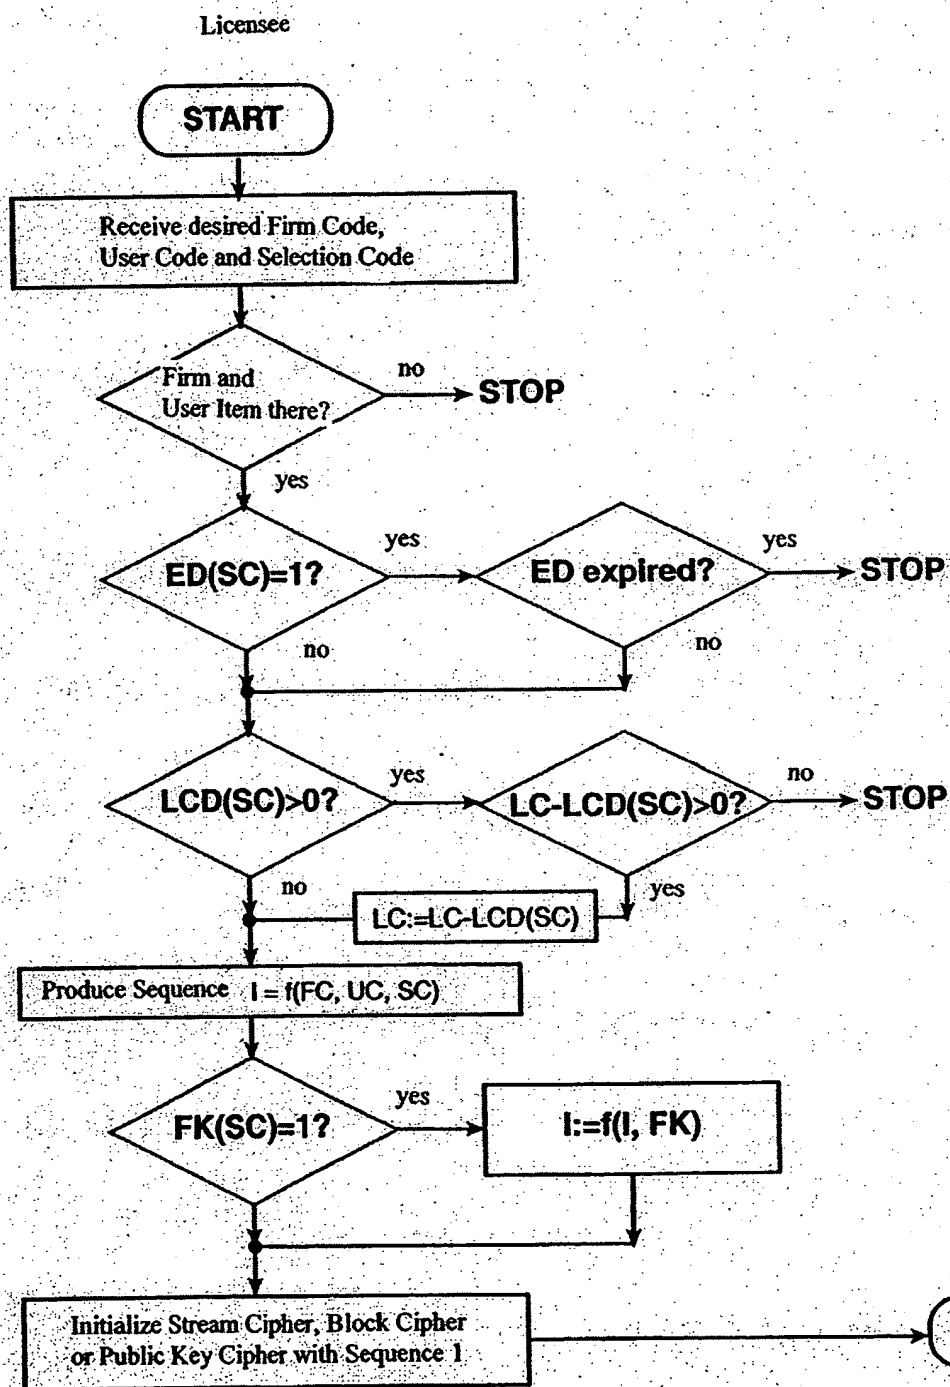 Licensee
START
Receive desired Firm Code,
User Code and Selection Code
Firm and
User Item there?
no
STOP
yes
ED(SC)=1?
yes
ED expired?
yes
STOP
no
no
LCD(SC)>0?
yes
LC-LCD(SC)>0?
no
STOP
no
yes
LC:=LC-LCD(SC)
Produce Sequence I = f(FC, UC, SC)
FK(SC)=1?
yes
I:=f(I, FK)
Initialize Stream Cipher, Block Cipher
or Public Key Cipher with Sequence 1